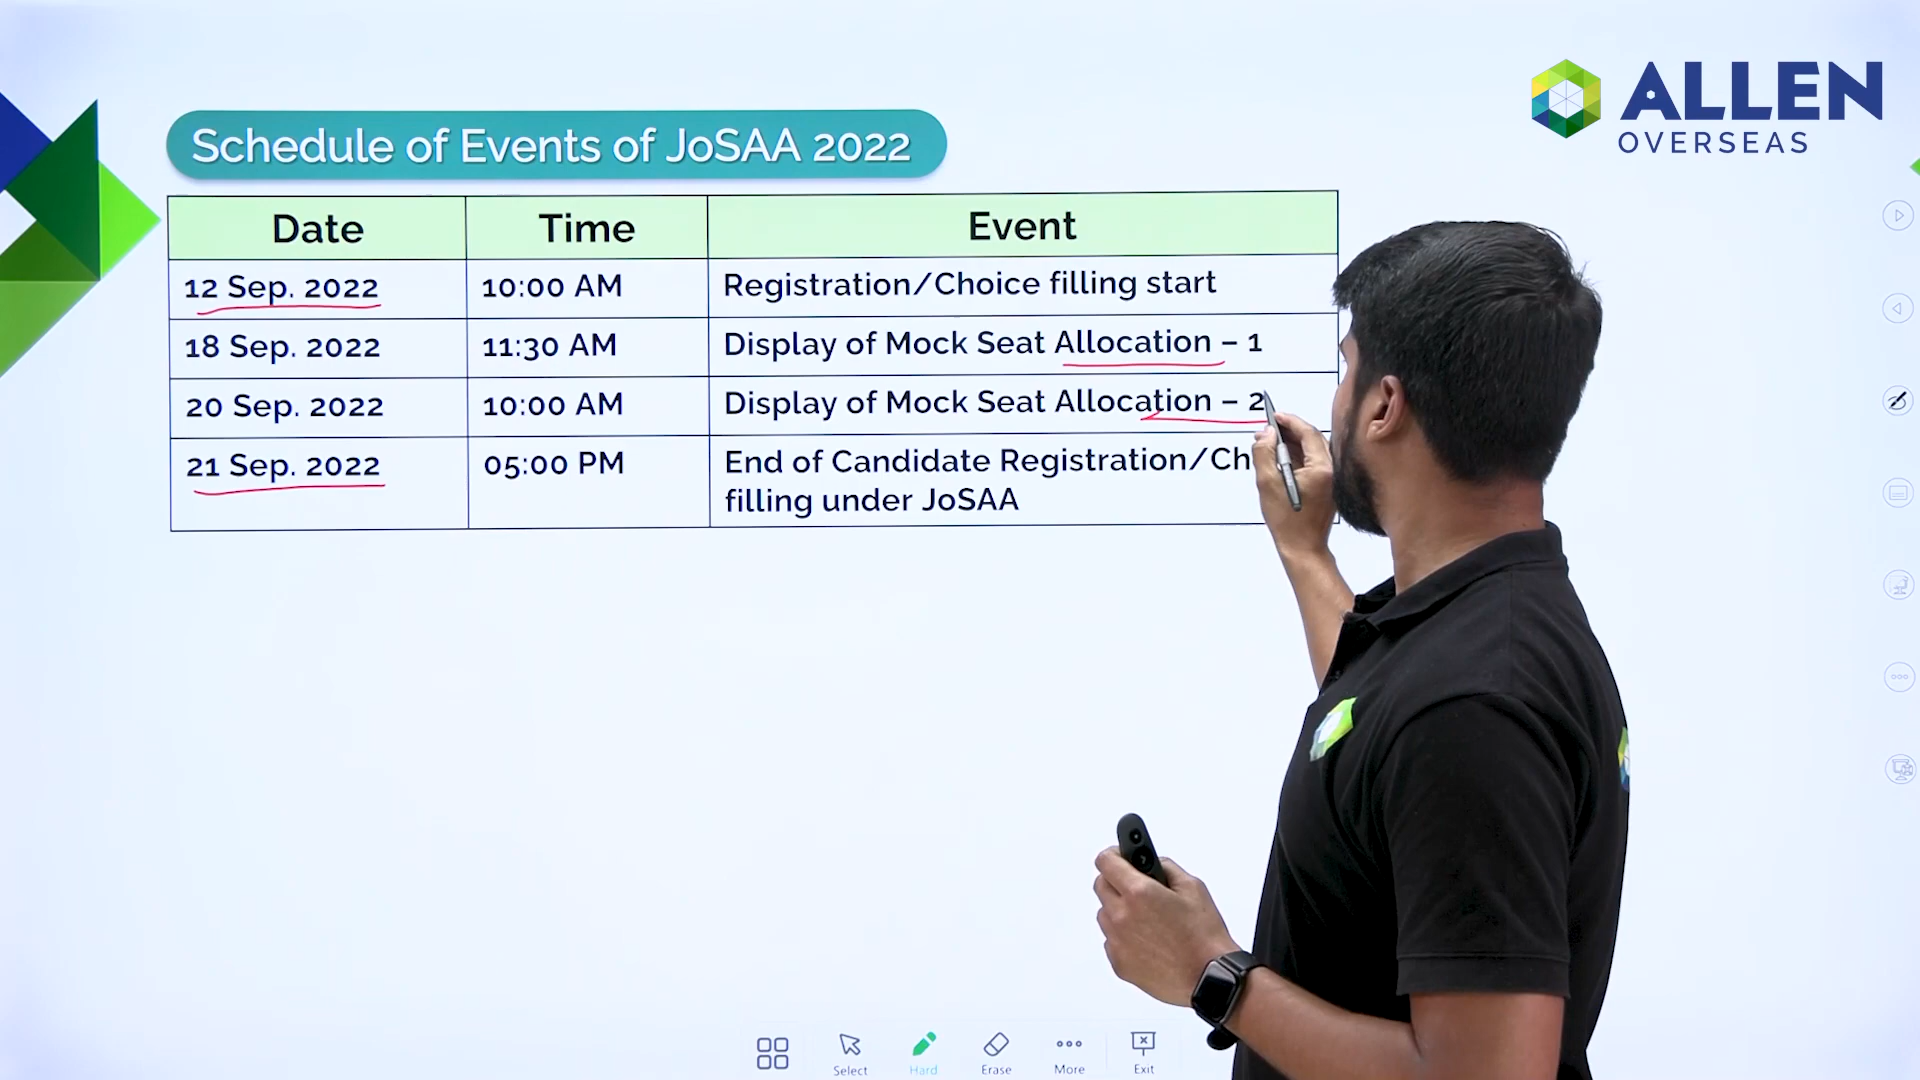 ALLEN
OVERSEAS
Schedule of Events of JoSAA 2022
Date Time Event
12 Sep. 2022 10:00 AM Registration/Choice filling start
18 Sep. 2022 11:30 AM Display of Mock Seat Allocation – 1
20 Sep. 2022 10:00 AM Display of Mock Seat Allocation – 2
21 Sep. 2022 05:00 PM End of Candidate Registration/Ch
filling under JoSAA
Select Hard Erase More Exit